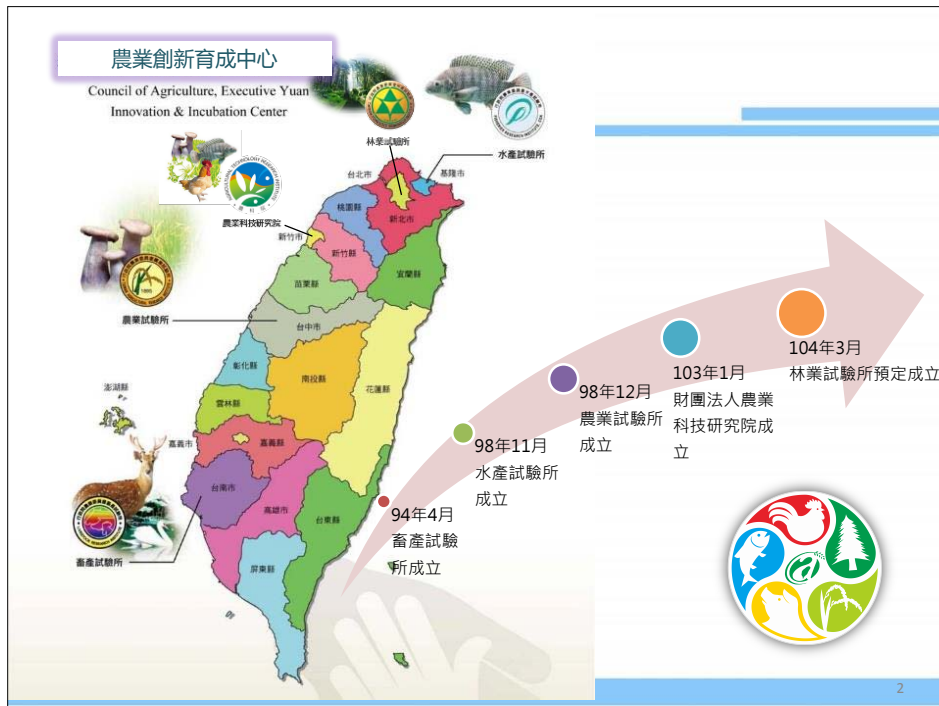 農業創新育成中心
Council of Agriculture, Executive Yuan
Innovation & Incubation Center
林業試驗所
水產試驗所
台北市
基隆市
農業科技研究院
桃園縣
新北市
新竹市
新竹縣
宜蘭縣
苗栗縣
農業試驗所
台中市
彰化縣
南投縣
花蓮縣
澎湖縣
雲林縣
嘉義市
嘉義縣
台南市
高雄市
台東縣
畜產試驗所
屏東縣
94年4月
畜產試驗
所成立
98年11月
水產試驗所
成立
98年12月
農業試驗所
成立
103年1月
財團法人農業
科技研究院成
立
104年3月
林業試驗所預定成立
2